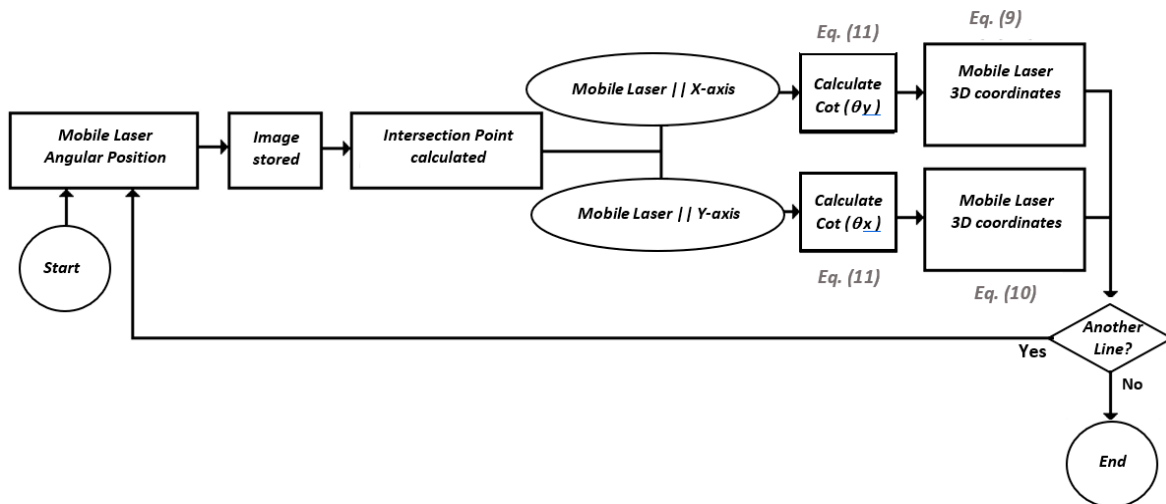 Eq. (11)
Eq. (9)
Mobile Laser || X-axis
Calculate
Cot (θy)
Mobile Laser
3D coordinates
Mobile Laser
Angular Position
Image
stored
Intersection Point
calculated
Mobile Laser || Y-axis
Calculate
Cot (θx)
Mobile Laser
3D coordinates
Start
Eq. (11)
Eq. (10)
Another
Line?
Yes
No
End